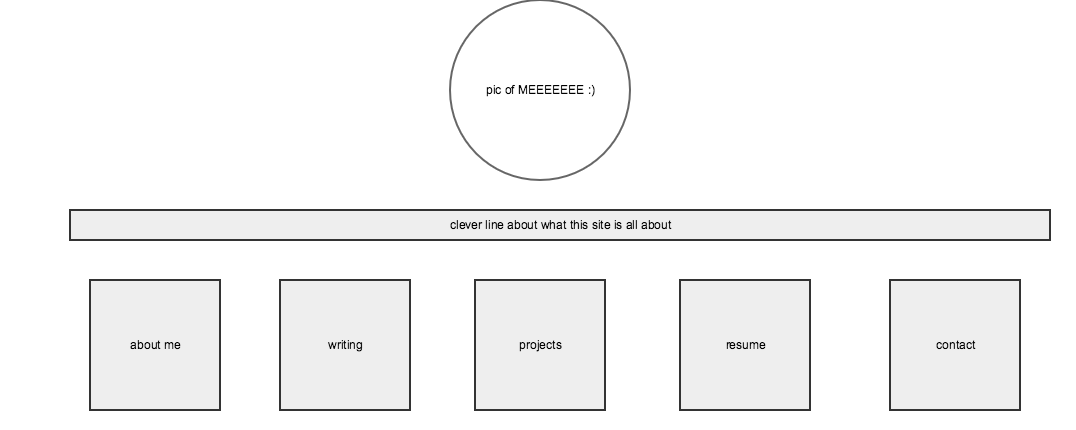 pic of MEEEEEEE :)
clever line about what this site is all about
about me
writing
projects
resume
contact